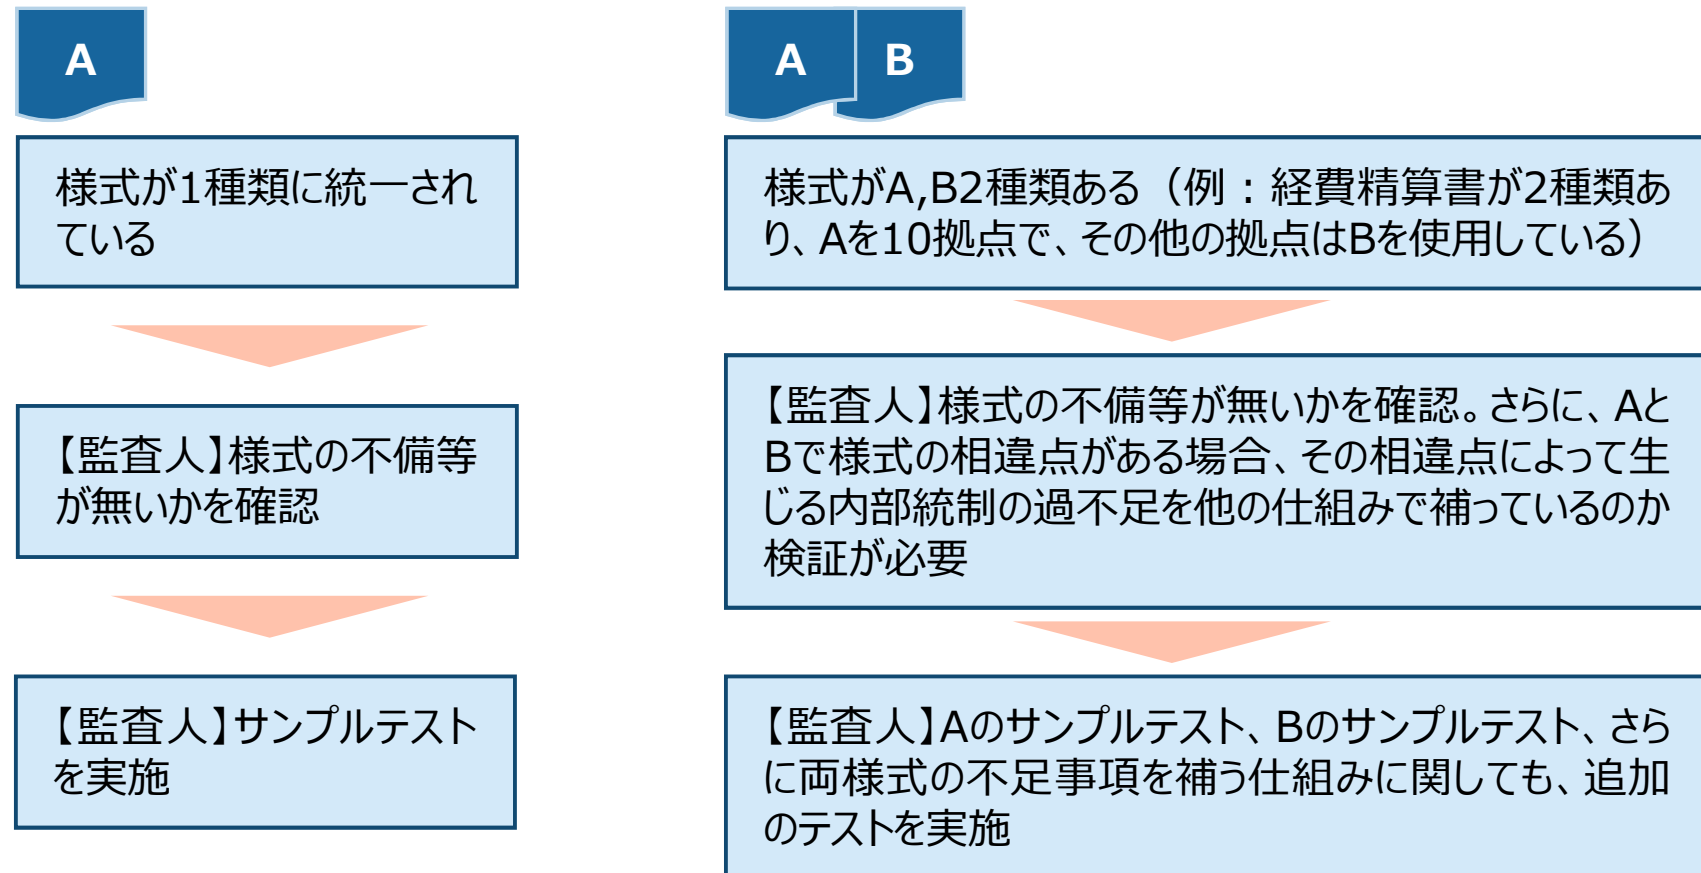 A
様式が1種類に統一され
ている
【監査人】様式の不備等
が無いかを確認
【監査人】サンプルテスト
を実施
A
B
様式がA,B2種類ある（例：経費精算書が2種類あ
り、Aを10拠点で、その他の拠点はBを使用している）
【監査人】様式の不備等が無いかを確認。さらに、Aと
Bで様式の相違点がある場合、その相違点によって生
じる内部統制の過不足を他の仕組みで補っているのか
検証が必要
【監査人】Aのサンプルテスト、Bのサンプルテスト、さら
に両様式の不足事項を補う仕組みに関しても、追加
のテストを実施